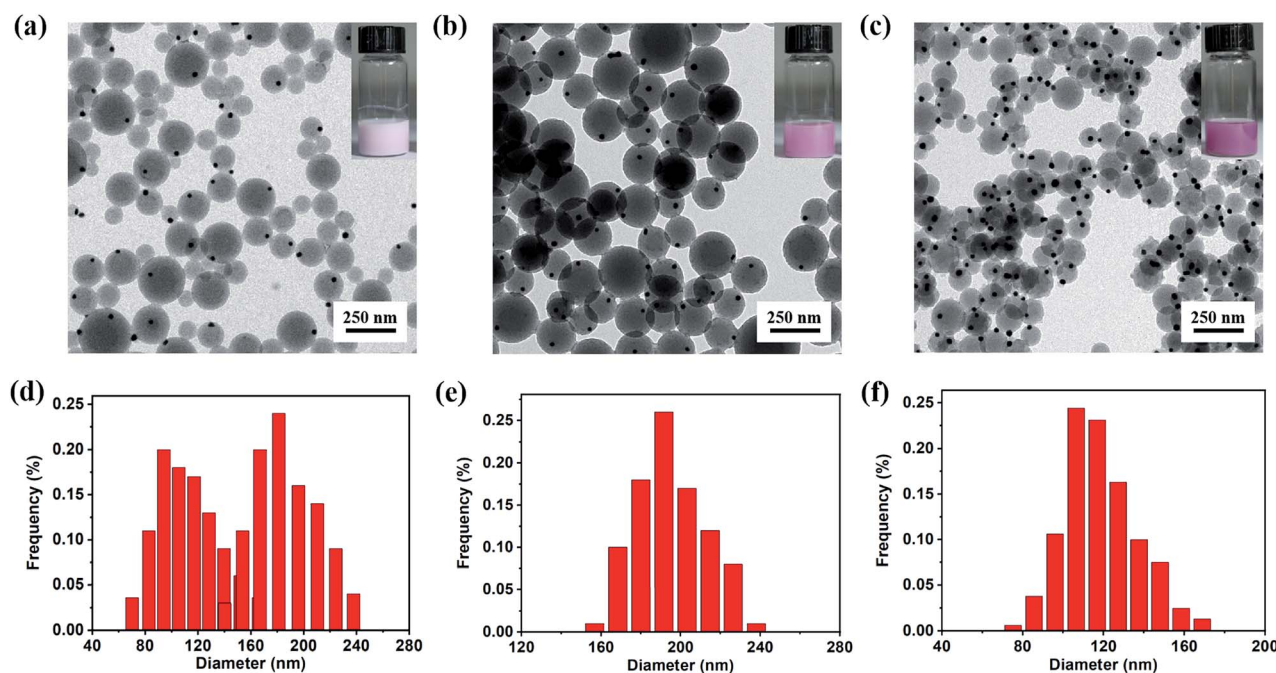 (a)
(b)
(c)
250 nm
250 nm
250 nm
(d)
(e)
(f)
0.25
0.20
0.15
0.10
0.05
0.00
Frequency (%)
40 80 120 160 200 240 280
Diameter (nm)
0.25
0.20
0.15
0.10
0.05
0.00
Frequency (%)
120 160 200 240 280
Diameter (nm)
0.25
0.20
0.15
0.10
0.05
0.00
Frequency (%)
40 80 120 160 200
Diameter (nm)